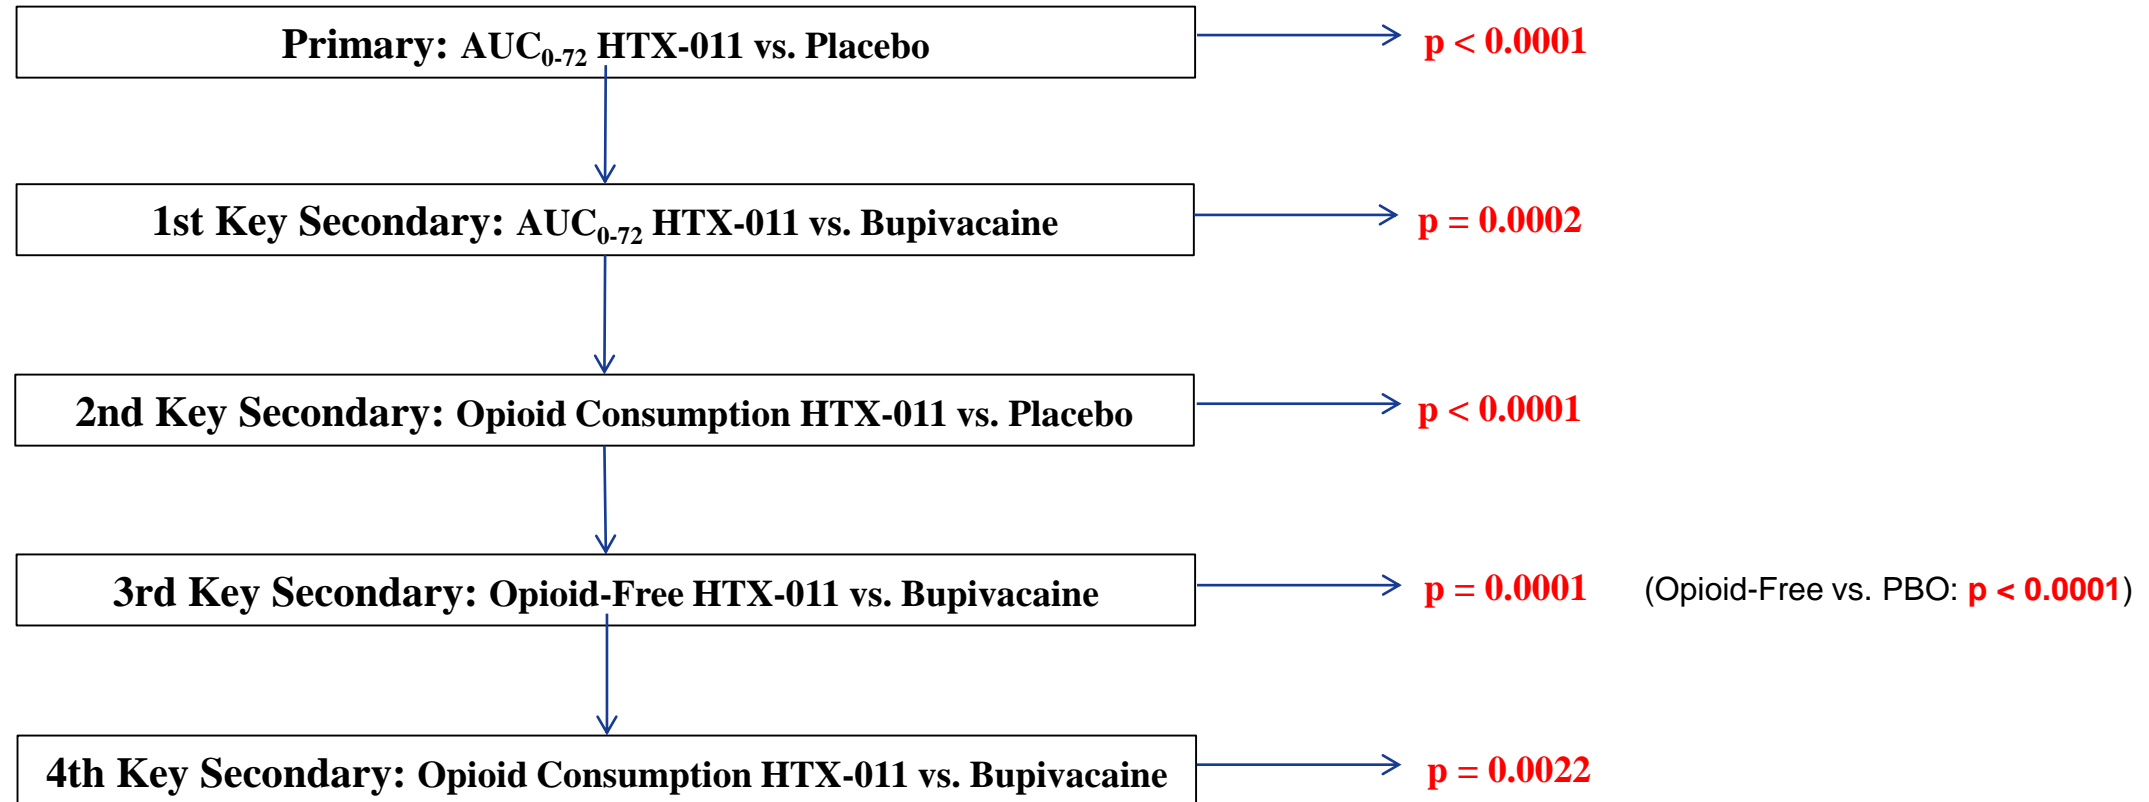 Primary: AUC0-72 HTX-011 vs. Placebo p < 0.0001
1st Key Secondary: AUC0-72 HTX-011 vs. Bupivacaine p = 0.0002
2nd Key Secondary: Opioid Consumption HTX-011 vs. Placebo p < 0.0001
3rd Key Secondary: Opioid-Free HTX-011 vs. Bupivacaine p = 0.0001 (Opioid-Free vs. PBO: p < 0.0001)
4th Key Secondary: Opioid Consumption HTX-011 vs. Bupivacaine p = 0.0022